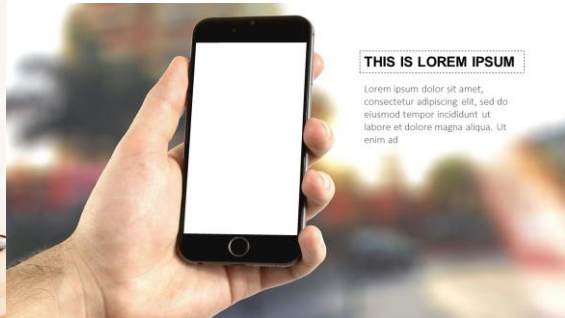 THIS IS LOREM IPSUM
Lorem ipsum dolor sit amet,
consectetur adipiscing elit, sed do
eiusmod tempor incididunt ut
labore et dolore magna aliqua. Ut
enim ad